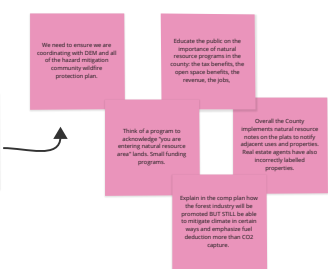 We need to ensure we are
coordinating with DEM and all
of the hazard mitigation
community wildfire
protection plan.
Educate the public on the
importance of natural
resource programs in the
county: the tax benefits, the
open space benefits, the
revenue, the jobs,
Think of a program to
acknowledge "you are
entering natural resource
area" lands. Small funding
programs.
Overall the County
implements natural resource
notes on the plats to notify
adjacent uses and properties.
Real estate agents have also
incorrectly labelled
properties.
Explain in the comp plan how
the forest industry will be
promoted BUT STILL be able
to mitigate climate in certain
ways and emphasize fuel
deduction more than CO2
capture.